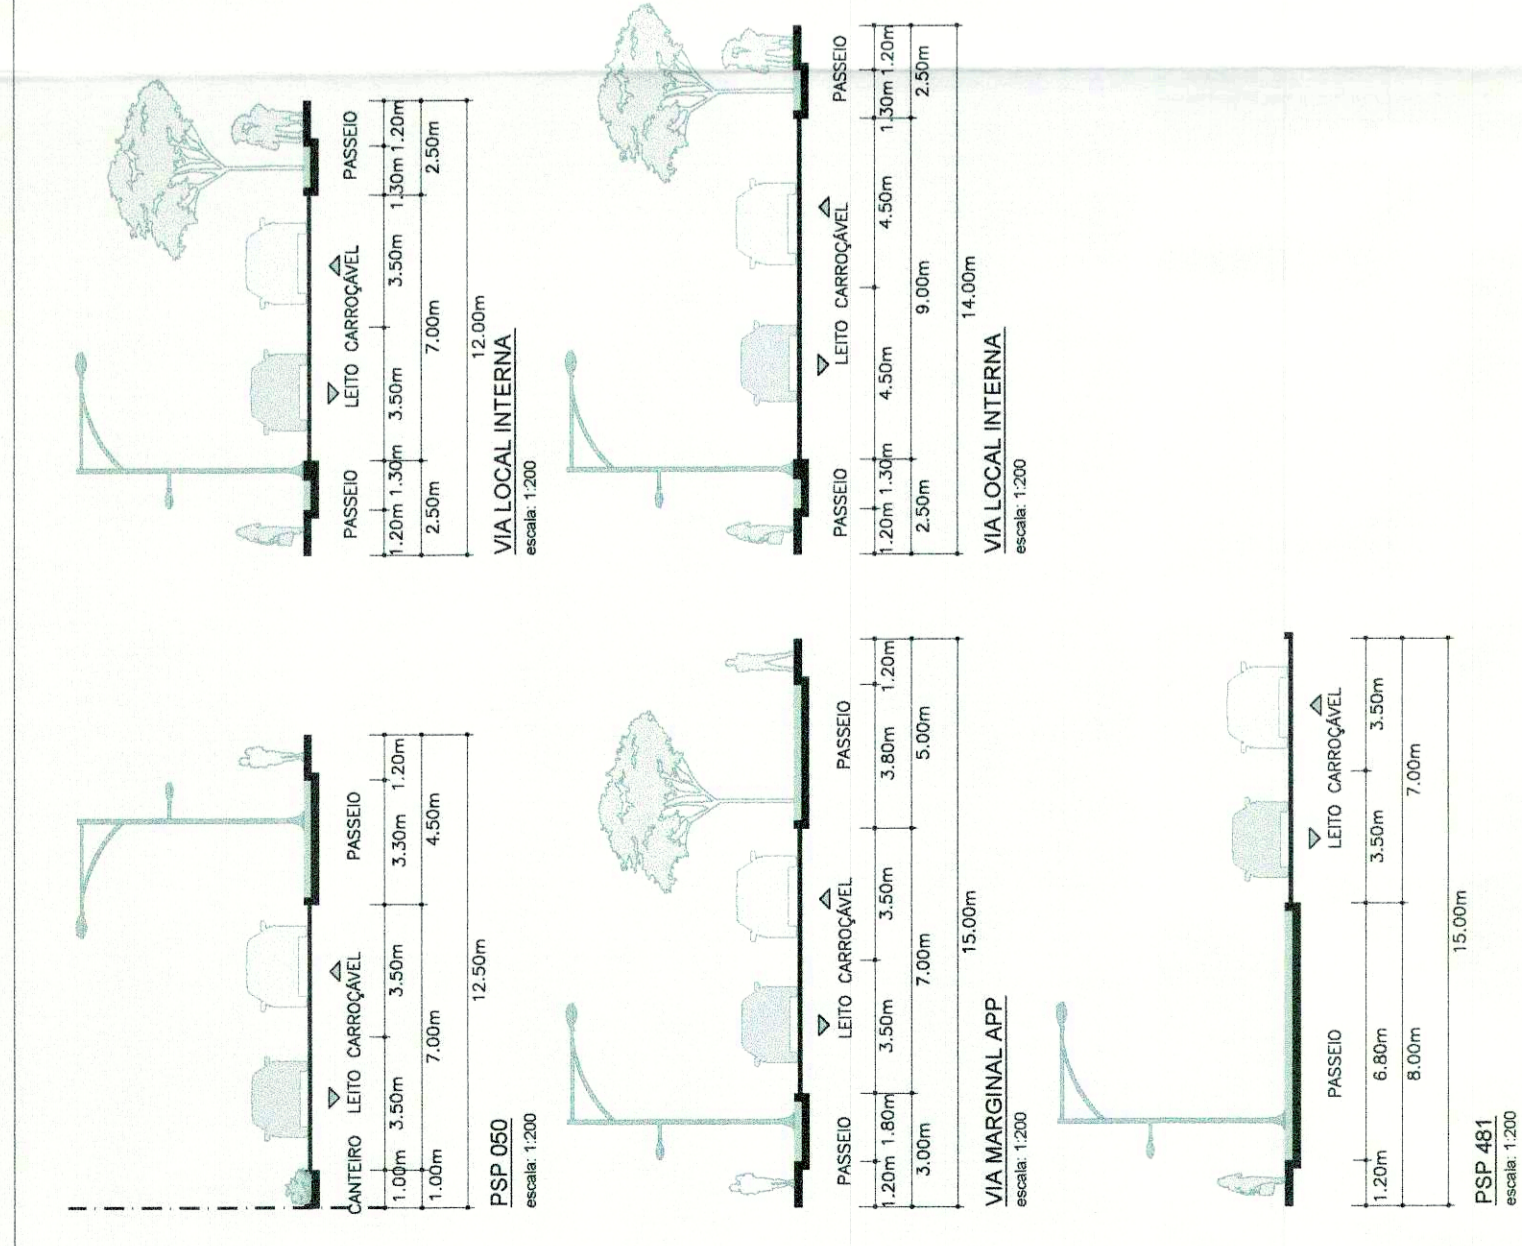 CANTEIRO LEITO CARROÇÁVEL PASSEIO
1.00m 3.50m 3.50m 3.30m 1.20m
1.00m 7.00m 4.50m
12.50m
PSP 050
escala: 1:200
PASSEIO LEITO CARROÇÁVEL PASSEIO
1.20m 1.30m 3.50m 3.50m 1.30m 1.20m
2.50m 7.00m 2.50m
12.00m
VIA LOCAL INTERNA
escala: 1:200
PASSEIO LEITO CARROÇÁVEL PASSEIO
1.20m 1.80m 3.50m 3.50m 3.80m 1.20m
3.00m 7.00m 5.00m
15.00m
VIA MARGINAL APP
escala: 1:200
PASSEIO LEITO CARROÇÁVEL PASSEIO
1.20m 1.30m 4.50m 4.50m 1.30m 1.20m
2.50m 9.00m 2.50m
14.00m
VIA LOCAL INTERNA
escala: 1:200
PASSEIO LEITO CARROÇÁVEL
1.20m 6.80m 3.50m 3.50m
8.00m 7.00m
15.00m
PSP 481
escala: 1:200